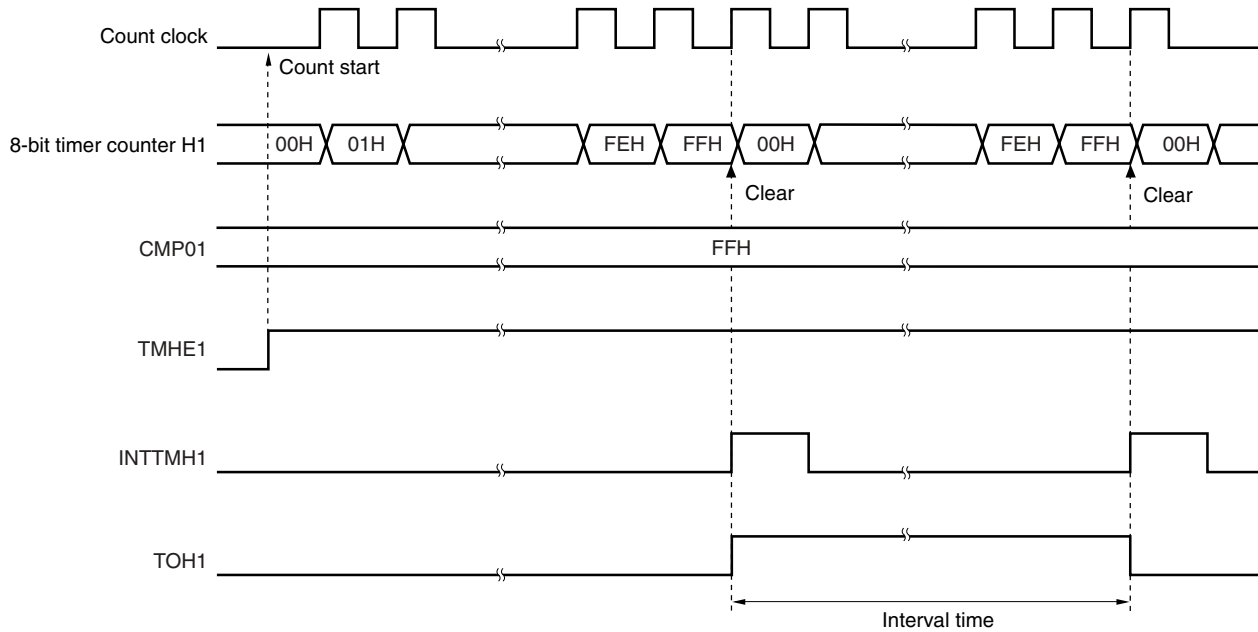 Count clock
Count start
8-bit timer counter H1
00H 01H FEH FFH 00H FEH FFH 00H
Clear Clear
CMP01
FFH
TMHE1
INTTMH1
TOH1
Interval time